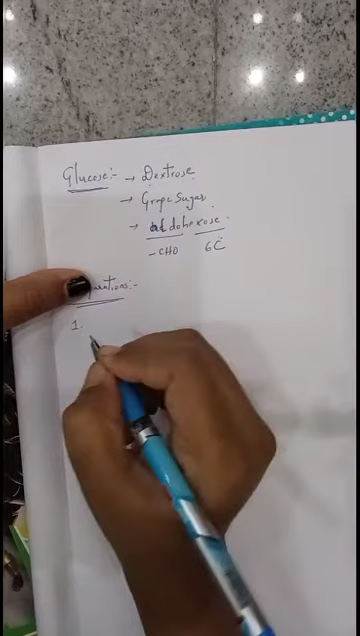 Glucose:- → Dextrose
→ Grape Sugar
→ Aldohexose
-CHO 6C
1.